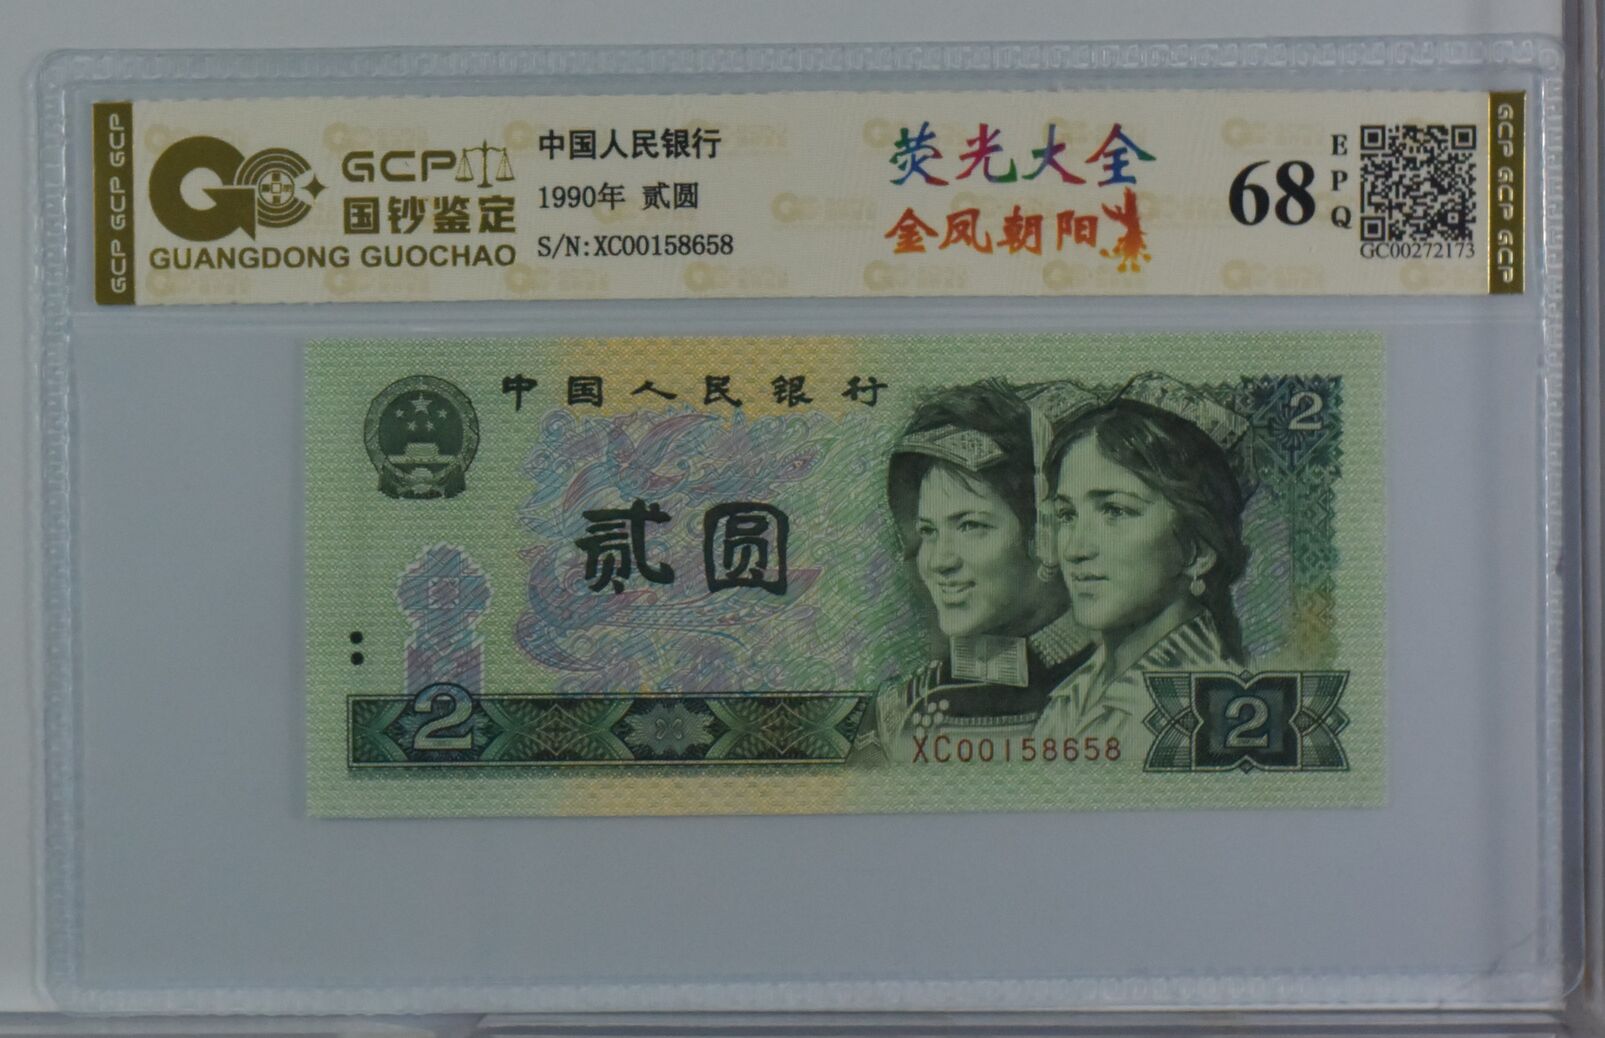 GCP GCP GCP
GCP
国钞鉴定
GUANGDONG GUOCHAO
中国人民银行
1990年 贰圆
S/N:XC00158658
荧光大全
金凤朝阳
68
EPQ
GC00272173
GCP GCP GCP
中国人民银行
2
贰圆
2
XC00158658
2